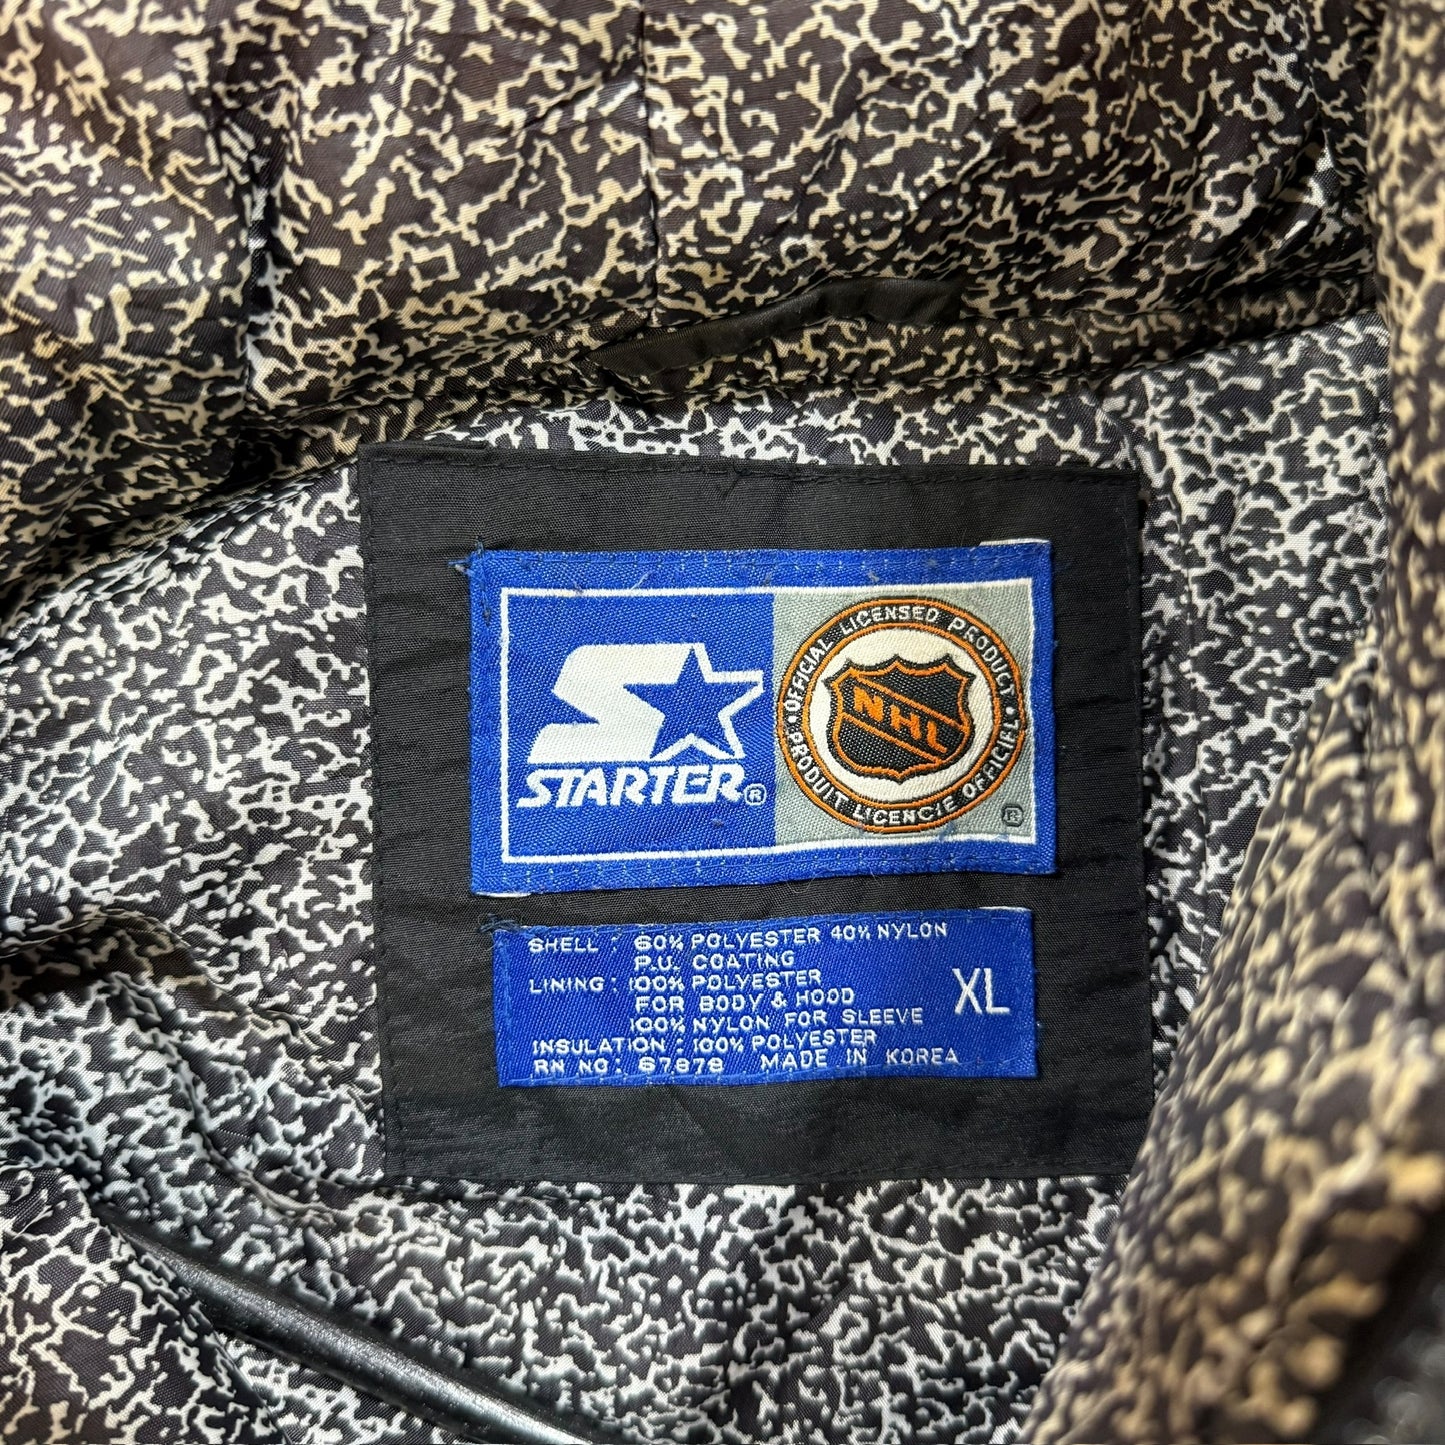 STARTER®
OFFICIAL LICENSED PRODUCT •
PRODUIT LICENCIE OFFICIEL •
NHL
®
SHELL : 60% POLYESTER 40% NYLON
P.U. COATING
LINING : 100% POLYESTER
FOR BODY & HOOD
100% NYLON FOR SLEEVE
XL
INSULATION : 100% POLYESTER
RN NO: 67878 MADE IN KOREA